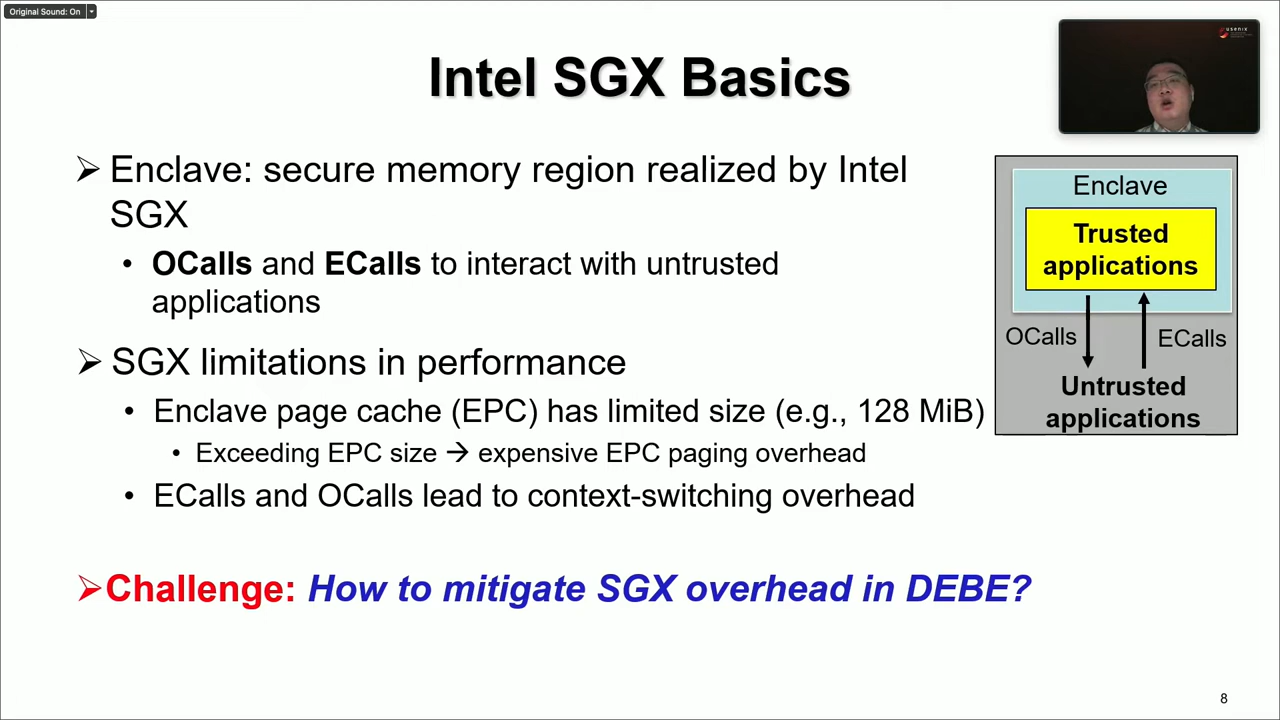 Original Sound: On
Intel SGX Basics
usenix
➢ Enclave: secure memory region realized by Intel
SGX
• OCalls and ECalls to interact with untrusted
applications
➢ SGX limitations in performance
• Enclave page cache (EPC) has limited size (e.g., 128 MiB)
• Exceeding EPC size → expensive EPC paging overhead
• ECalls and OCalls lead to context-switching overhead
➢Challenge: How to mitigate SGX overhead in DEBE?
Enclave
Trusted
applications
OCalls
ECalls
Untrusted
applications
8